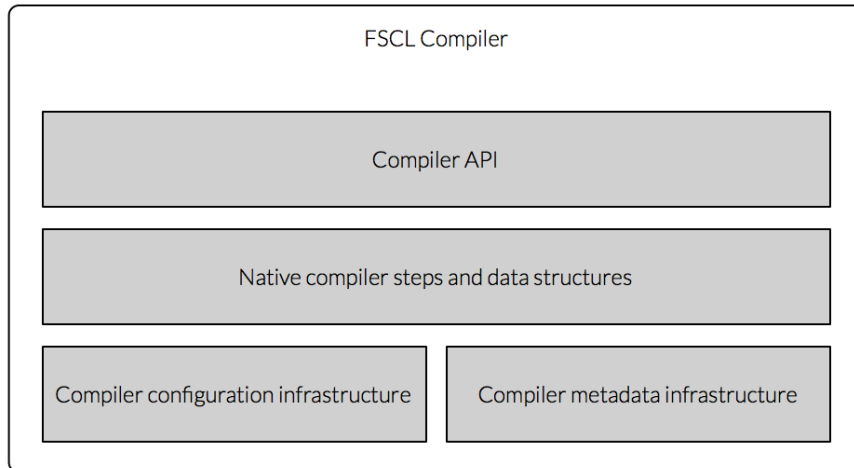 FSCL Compiler
Compiler API
Native compiler steps and data structures
Compiler configuration infrastructure
Compiler metadata infrastructure